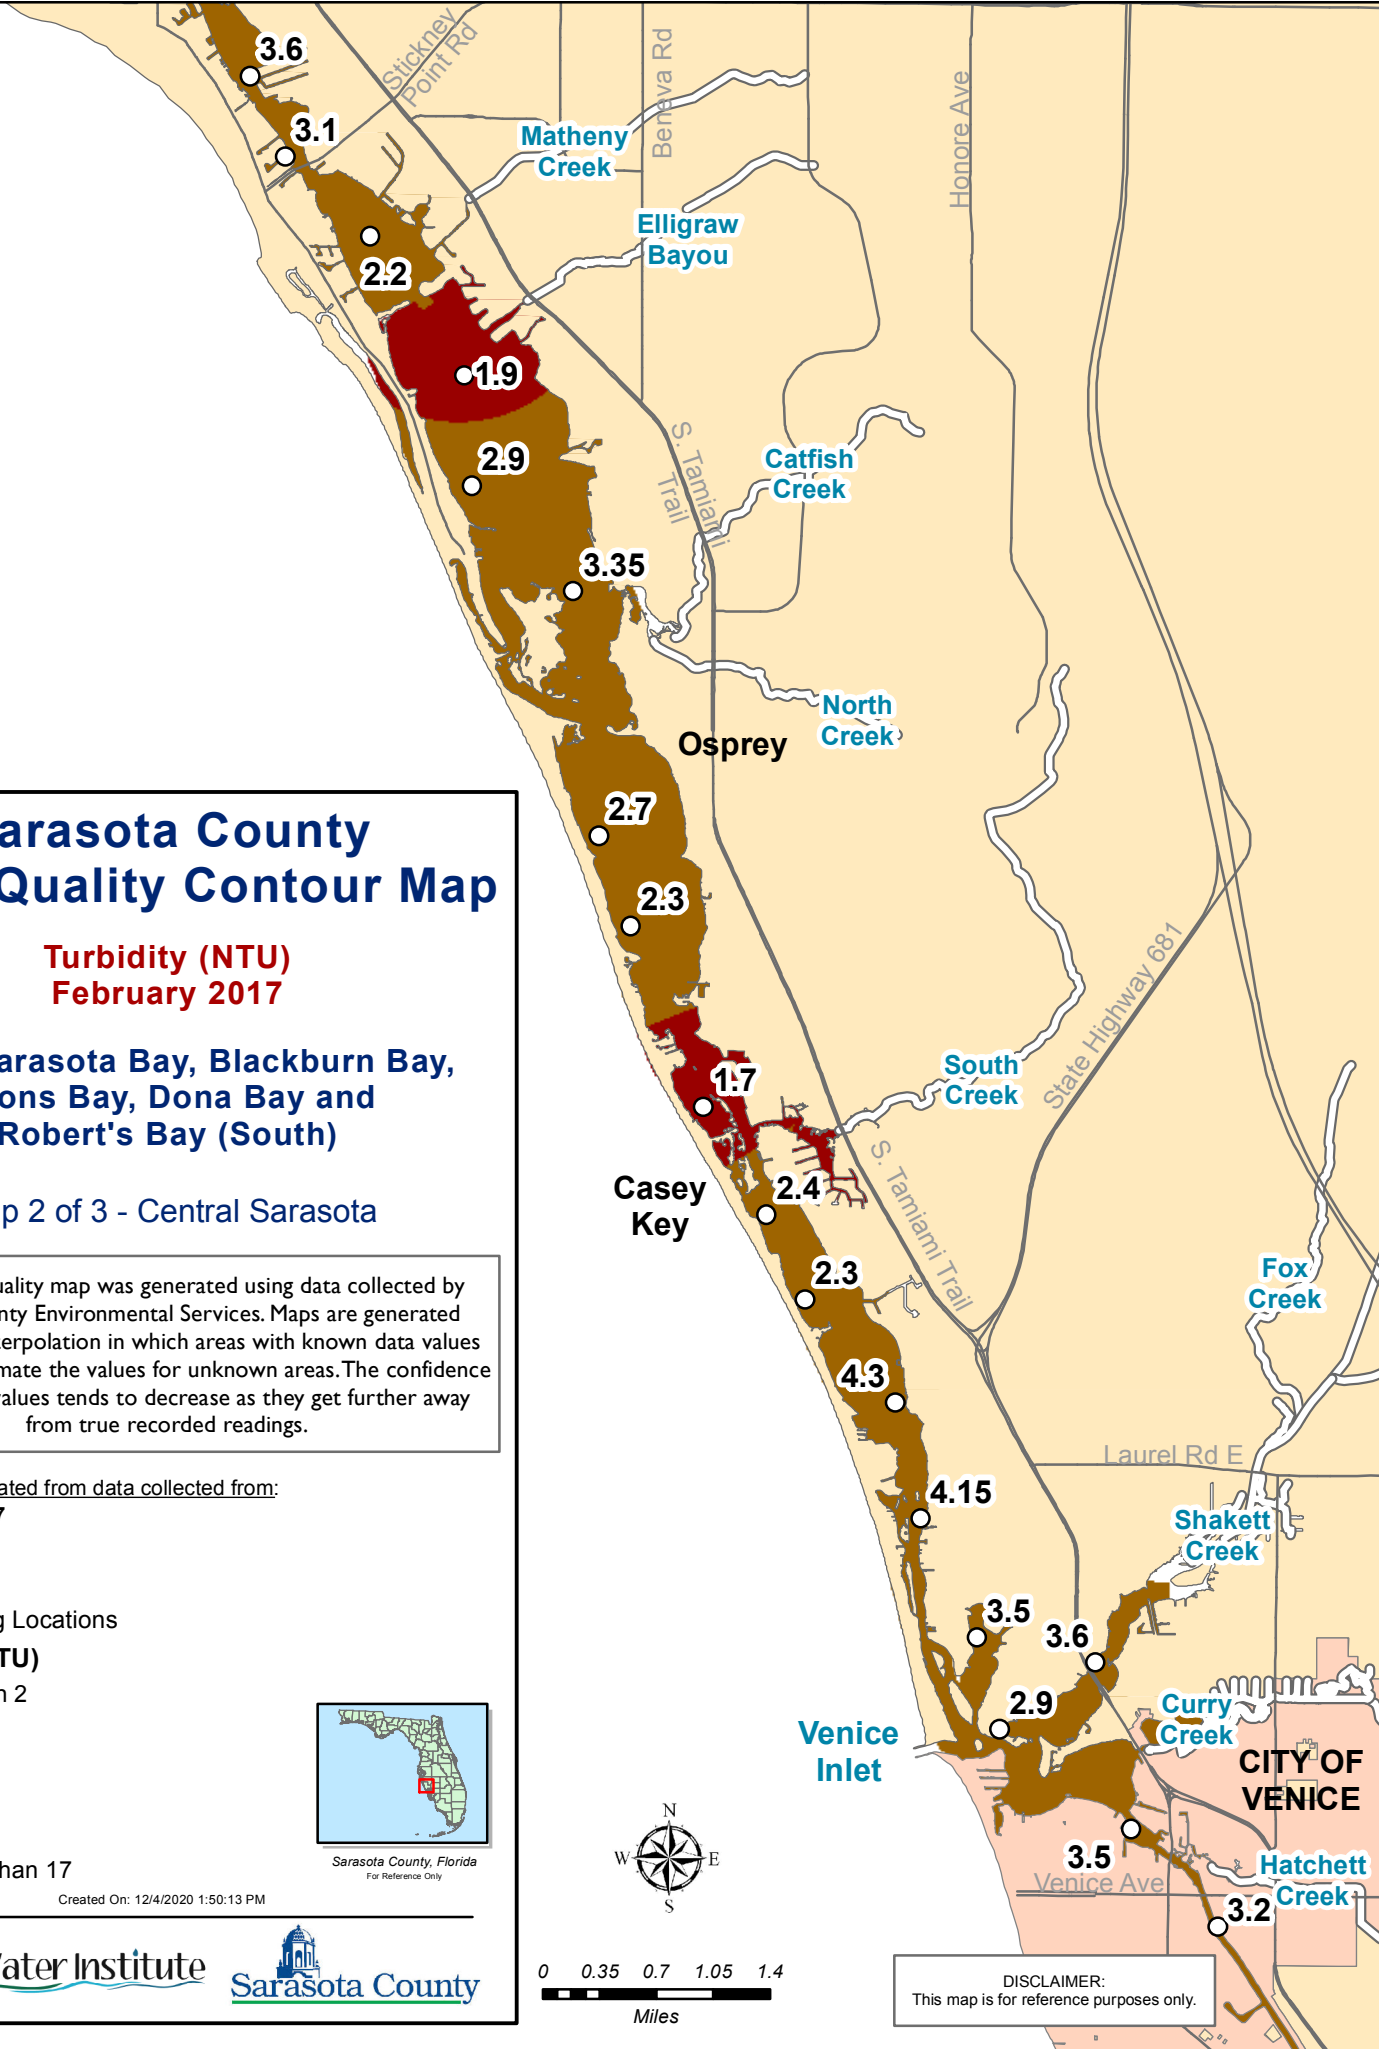 3.6
Stickney
Point Rd
Beneva Rd
Honore Ave
3.1
Matheny
Creek
2.2
Elligraw
Bayou
1.9
2.9
S. Tamiami
Trail
Catfish
Creek
3.35
North
Creek
Osprey
2.7
2.3
State Highway 681
South
Creek
1.7
Casey
Key
2.4
S. Tamiami Trail
2.3
Fox
Creek
4.3
Laurel Rd E
4.15
Shakett
Creek
3.5
3.6
2.9
Curry
Creek
Venice
Inlet
CITY OF
VENICE
3.5
Venice Ave
Hatchett
Creek
3.2
arasota County
Quality Contour Map
Turbidity (NTU)
February 2017
arasota Bay, Blackburn Bay,
ons Bay, Dona Bay and
Robert's Bay (South)
p 2 of 3 - Central Sarasota
uality map was generated using data collected by
nty Environmental Services. Maps are generated
terpolation in which areas with known data values
mate the values for unknown areas. The confidence
values tends to decrease as they get further away
from true recorded readings.
ated from data collected from:
7
g Locations
TU)
n 2
han 17
Sarasota County, Florida
For Reference Only
Created On: 12/4/2020 1:50:13 PM
Water Institute
Sarasota County
N
W E
S
0 0.35 0.7 1.05 1.4
Miles
DISCLAIMER:
This map is for reference purposes only.